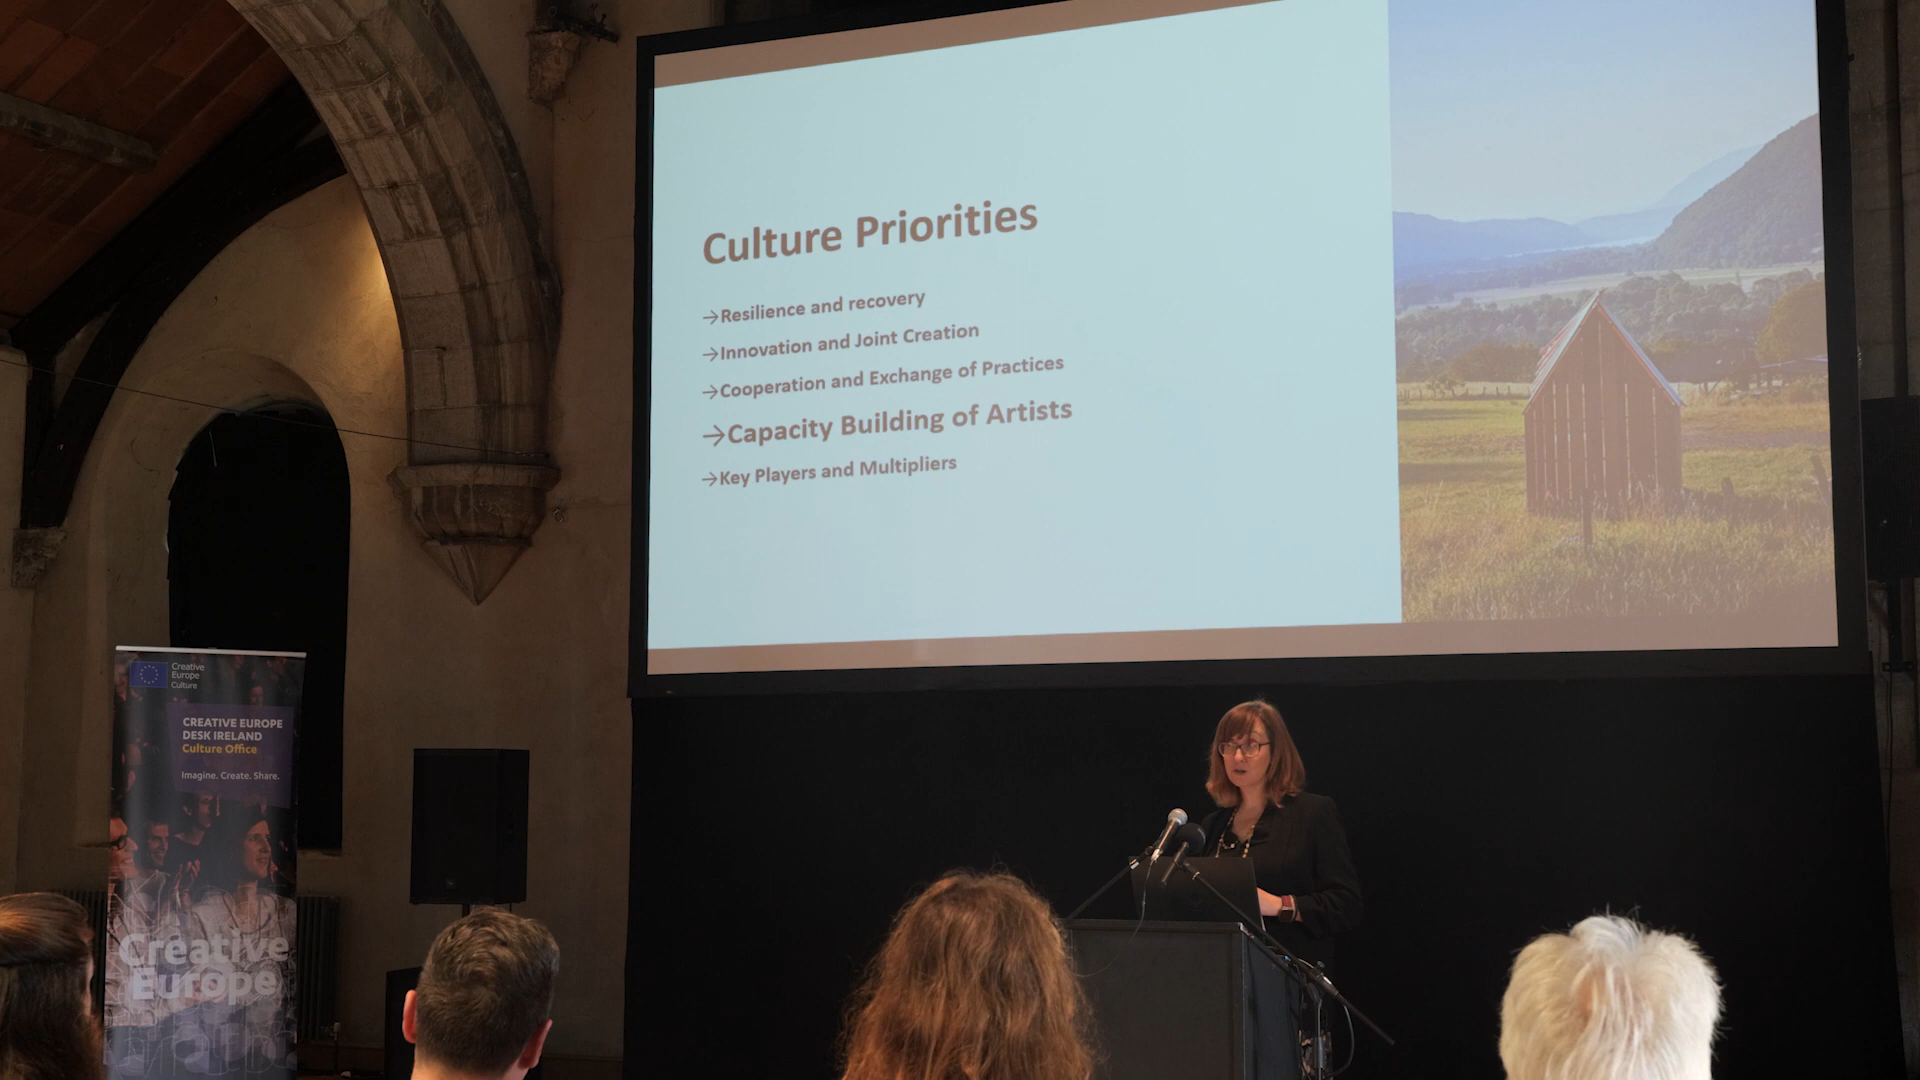 Culture Priorities
→Resilience and recovery
→Innovation and Joint Creation
→Cooperation and Exchange of Practices
→Capacity Building of Artists
→Key Players and Multipliers
Creative
Europe
Culture
CREATIVE EUROPE
DESK IRELAND
Culture Office
Imagine. Create. Share.
Creative
Europe